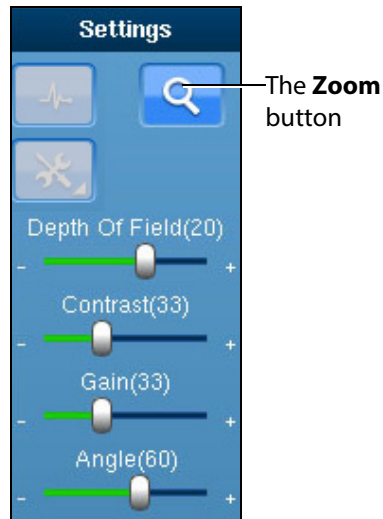 Settings
The Zoom
button
Depth Of Field(20)
- +
Contrast(33)
- +
Gain(33)
- +
Angle(60)
- +